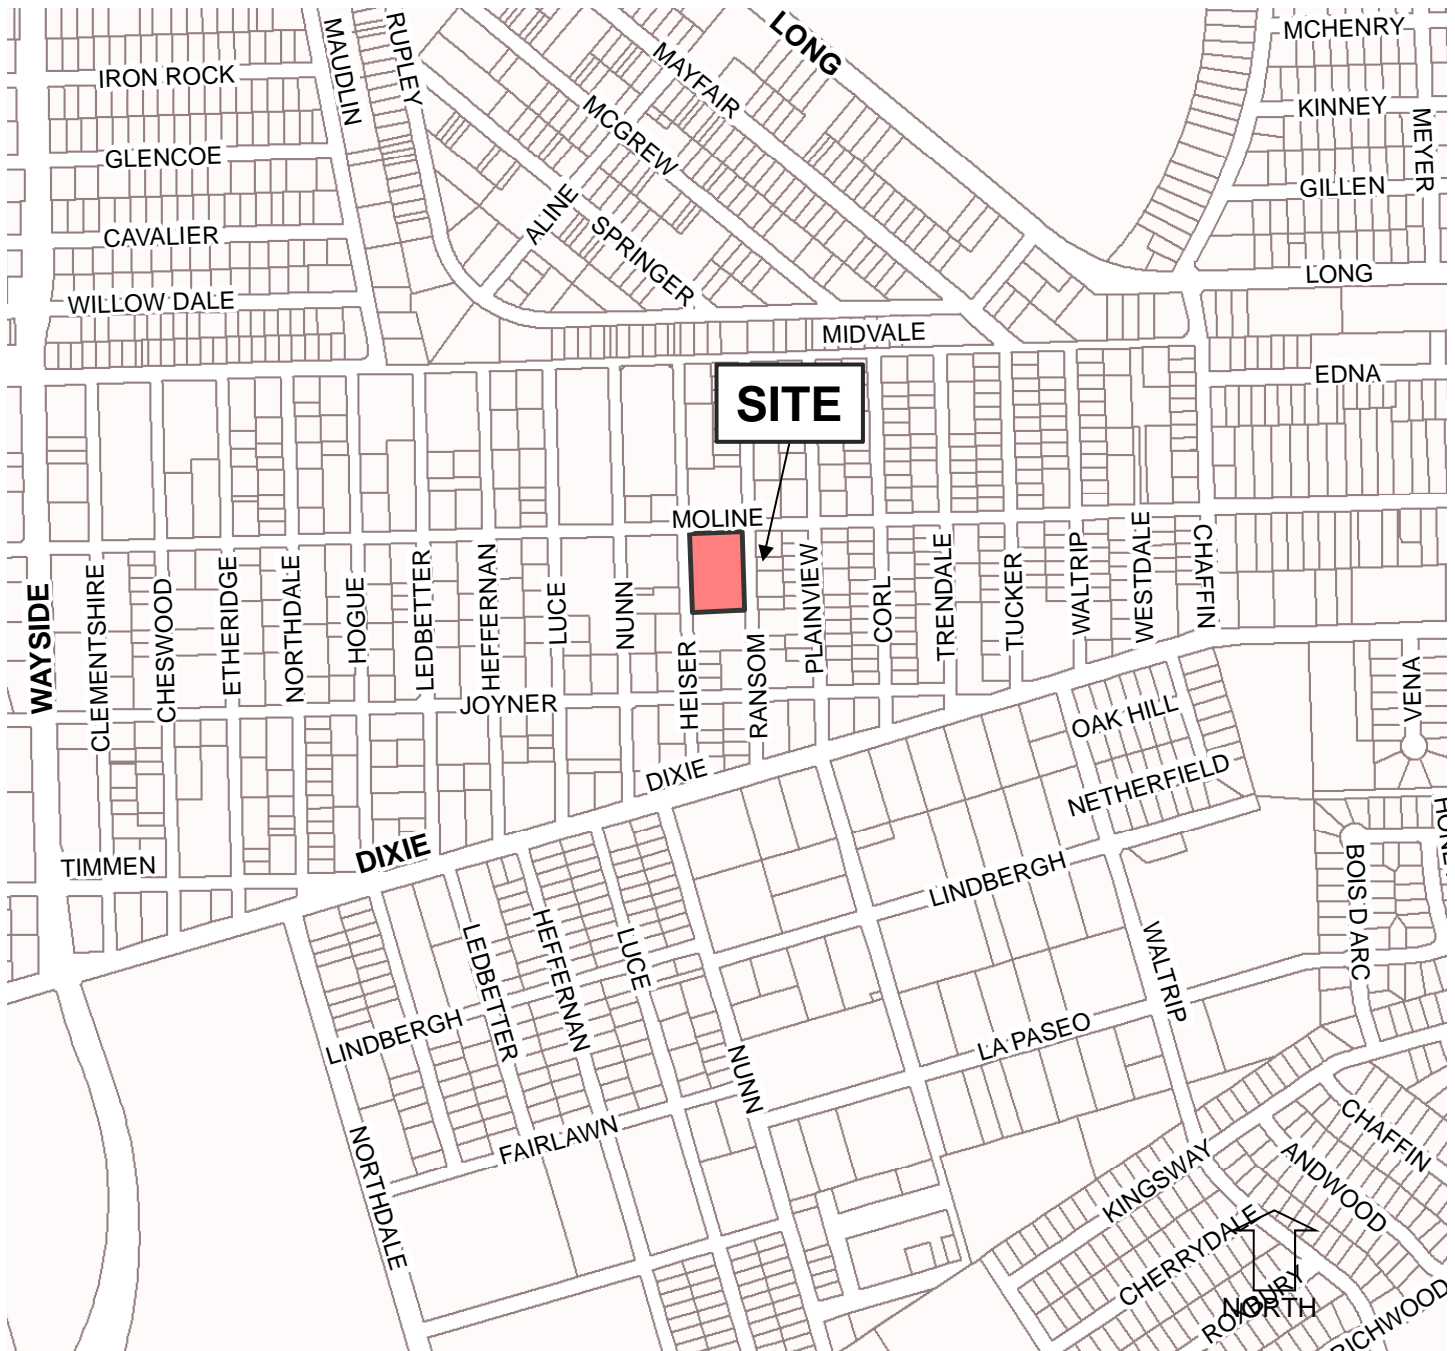 LONG
MCHENRY
MAUDLIN
RUPLEY
IRON ROCK
MAYFAIR
KINNEY
MEYER
MCGREW
GLENCOE
GILLEN
ALINE
SPRINGER
CAVALIER
LONG
WILLOW DALE
MIDVALE
EDNA
SITE
MOLINE
WAYSIDE
CLEMENTSHIRE
CHESWOOD
ETHERIDGE
NORTHDALE
HOGUE
LEDBETTER
HEFFERNAN
LUCE
NUNN
HEISER
RANSOM
PLAINVIEW
CORL
TRENDALE
TUCKER
WALTRIP
WESTDALE
CHAFFIN
VENA
JOYNER
OAK HILL
DIXIE
NETHERFIELD
DIXIE
TIMMEN
LINDBERGH
BOIS D ARC
LEDBETTER
HEFFERNAN
LUCE
WALTRIP
LINDBERGH
LA PASEO
NUNN
FAIRLAWN
NORTHDALE
CHAFFIN
KINGSWAY
ANDWOOD
CHERRYDALE
ROXBURY
NORTH
RICHWOOD